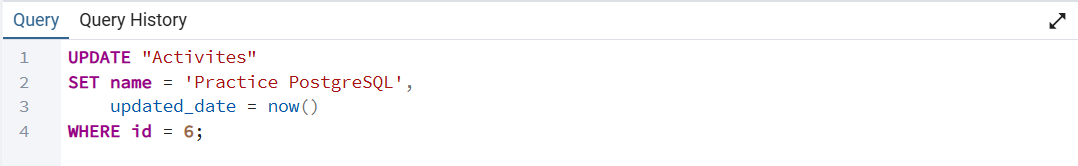 Query Query History
1 UPDATE "Activites"
2 SET name = 'Practice PostgreSQL',
3 updated_date = now()
4 WHERE id = 6;